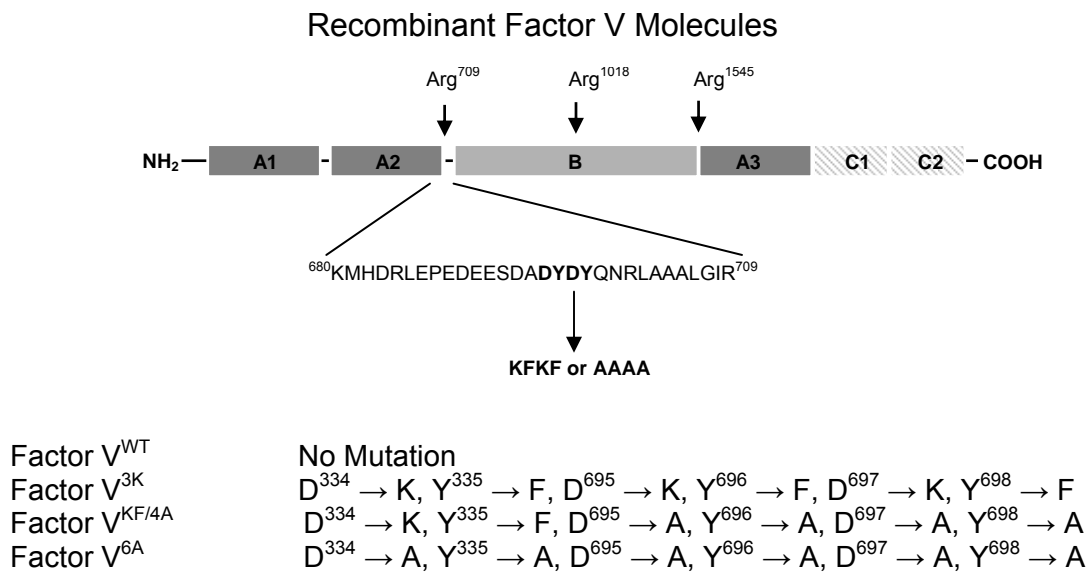 Recombinant Factor V Molecules
Arg709 Arg1018 Arg1545
NH2 A1 - A2 - B A3 C1 C2 - COOH
680KMHDRLEPEDEESDADYDYQNRLAAALGIR709
KFKF or AAAA
Factor VWT No Mutation
Factor V3K D334 → K, Y335 → F, D695 → K, Y696 → F, D697 → K, Y698 → F
Factor VKF/4A D334 → K, Y335 → F, D695 → A, Y696 → A, D697 → A, Y698 → A
Factor V6A D334 → A, Y335 → A, D695 → A, Y696 → A, D697 → A, Y698 → A